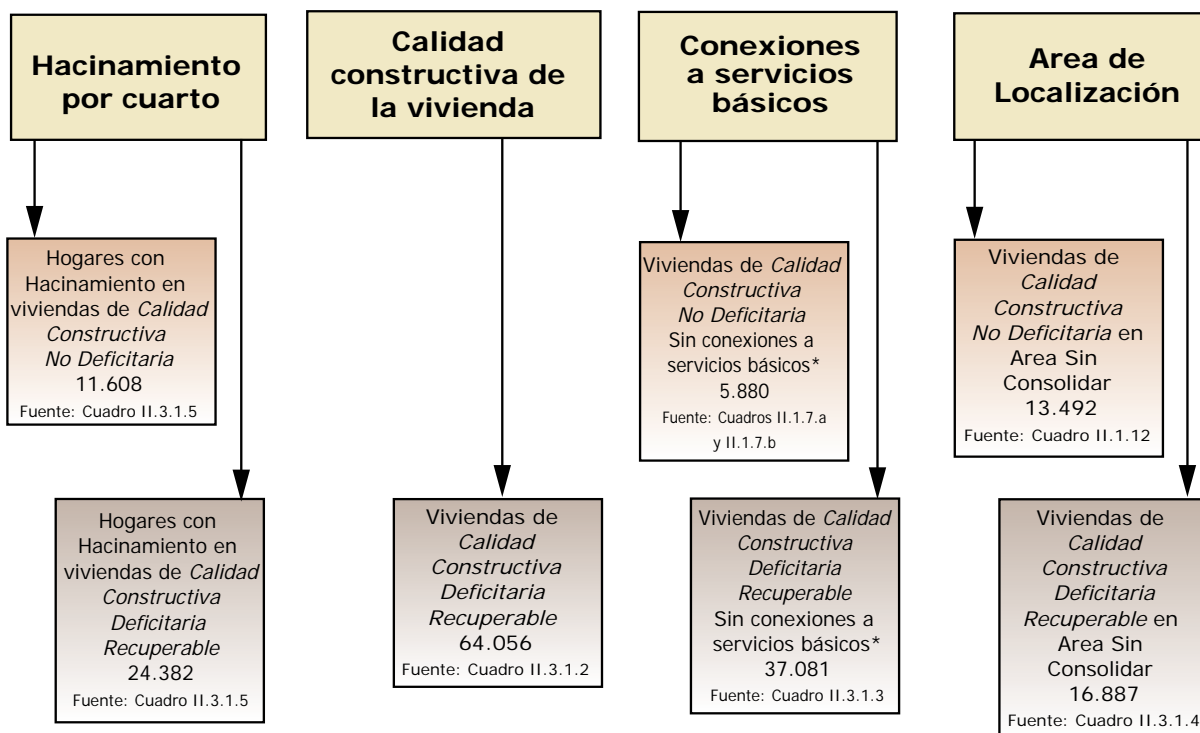 Hacinamiento
por cuarto
Calidad
constructiva de
la vivienda
Conexiones
a servicios
básicos
Area de
Localización
Hogares con
Hacinamiento en
viviendas de Calidad
Constructiva
No Deficitaria
11.608
Fuente: Cuadro II.3.1.5
Viviendas de Calidad
Constructiva
No Deficitaria
Sin conexiones a
servicios básicos*
5.880
Fuente: Cuadros II.1.7.a
y II.1.7.b
Viviendas de
Calidad
Constructiva
No Deficitaria en
Area Sin
Consolidar
13.492
Fuente: Cuadro II.1.12
Hogares con
Hacinamiento en
viviendas de Calidad
Constructiva
Deficitaria
Recuperable
24.382
Fuente: Cuadro II.3.1.5
Viviendas de
Calidad
Constructiva
Deficitaria
Recuperable
64.056
Fuente: Cuadro II.3.1.2
Viviendas de Calidad
Constructiva
Deficitaria
Recuperable
Sin conexiones a
servicios básicos*
37.081
Fuente: Cuadro II.3.1.3
Viviendas de
Calidad
Constructiva
Deficitaria
Recuperable en
Area Sin
Consolidar
16.887
Fuente: Cuadro II.3.1.4